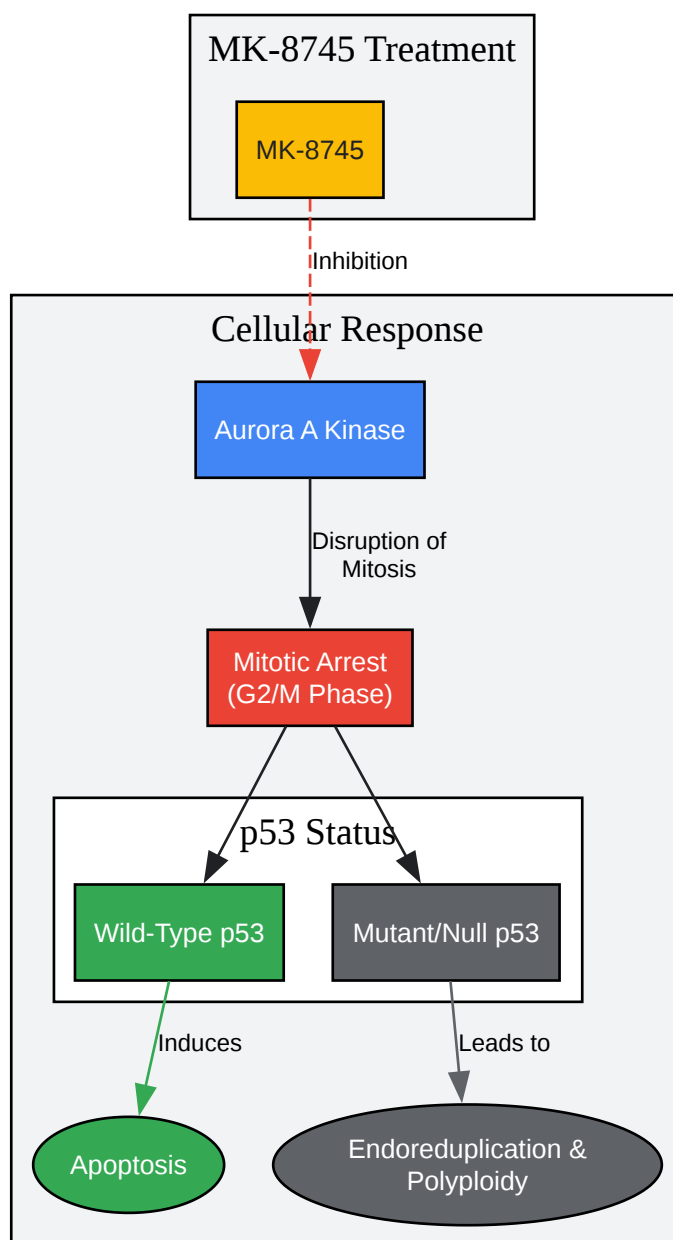 MK-8745 Treatment
MK-8745
Inhibition
Cellular Response
Aurora A Kinase
Disruption of
Mitosis
Mitotic Arrest
(G2/M Phase)
p53 Status
Wild-Type p53
Mutant/Null p53
Induces
Leads to
Apoptosis
Endoreduplication &
Polyploidy